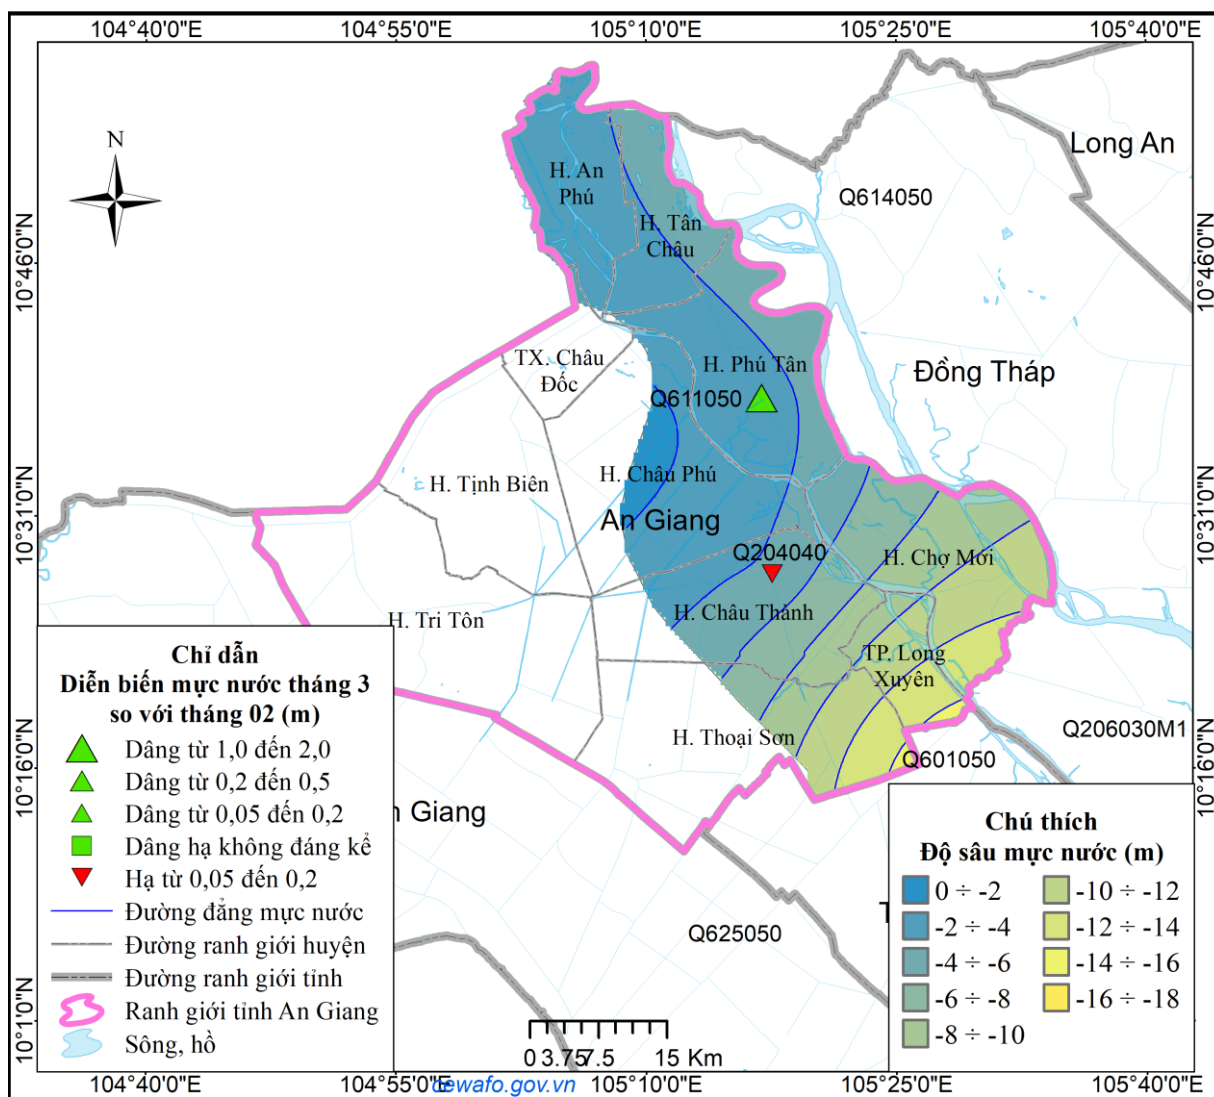 104°40'0"E
104°55'0"E
105°10'0"E
105°25'0"E
105°40'0"E
N
Long An
H. An
Phú
Q614050
H. Tân
Châu
10°46'0"N
10°46'0"N
TX. Châu
Đốc
H. Phú Tân
Đồng Tháp
Q611050
H. Tịnh Biên
H. Châu Phú
10°31'0"N
10°31'0"N
An Giang
Q204040
H. Chợ Mới
H. Tri Tôn
H. Châu Thành
TP. Long
Xuyên
H. Thoại Sơn
Q206030M1
Q601050
10°16'0"N
10°16'0"N
Giang
Q625050
10°1'0"N
10°1'0"N
Chỉ dẫn
Diễn biến mực nước tháng 3
so với tháng 02 (m)
Dâng từ 1,0 đến 2,0
Dâng từ 0,2 đến 0,5
Dâng từ 0,05 đến 0,2
Dâng hạ không đáng kể
Hạ từ 0,05 đến 0,2
Đường đẳng mực nước
Đường ranh giới huyện
Đường ranh giới tỉnh
Ranh giới tỉnh An Giang
Sông, hồ
Chú thích
Độ sâu mực nước (m)
0 ÷ -2
-2 ÷ -4
-4 ÷ -6
-6 ÷ -8
-8 ÷ -10
-10 ÷ -12
-12 ÷ -14
-14 ÷ -16
-16 ÷ -18
0 3.75 7.5 15 Km
104°40'0"E
104°55'0"E
105°10'0"E
105°25'0"E
105°40'0"E
cewafo.gov.vn